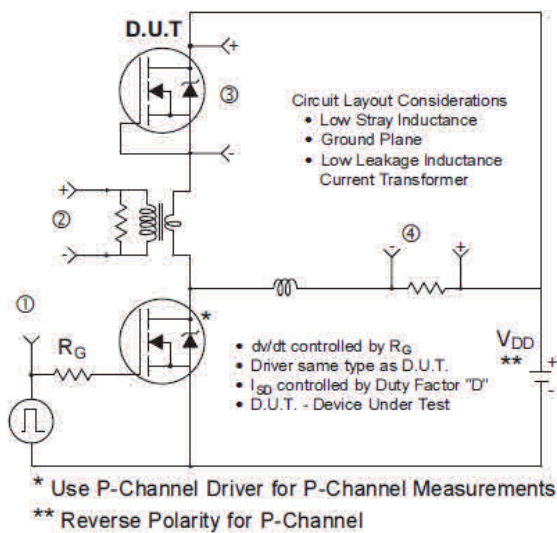 D.U.T
+
③
-
Circuit Layout Considerations
• Low Stray Inductance
• Ground Plane
• Low Leakage Inductance
Current Transformer
+
②
-
④
- +
①
RG
*
• dv/dt controlled by RG
• Driver same type as D.U.T.
• ISD controlled by Duty Factor "D"
• D.U.T. - Device Under Test
VDD
**
+
-
* Use P-Channel Driver for P-Channel Measurements
** Reverse Polarity for P-Channel